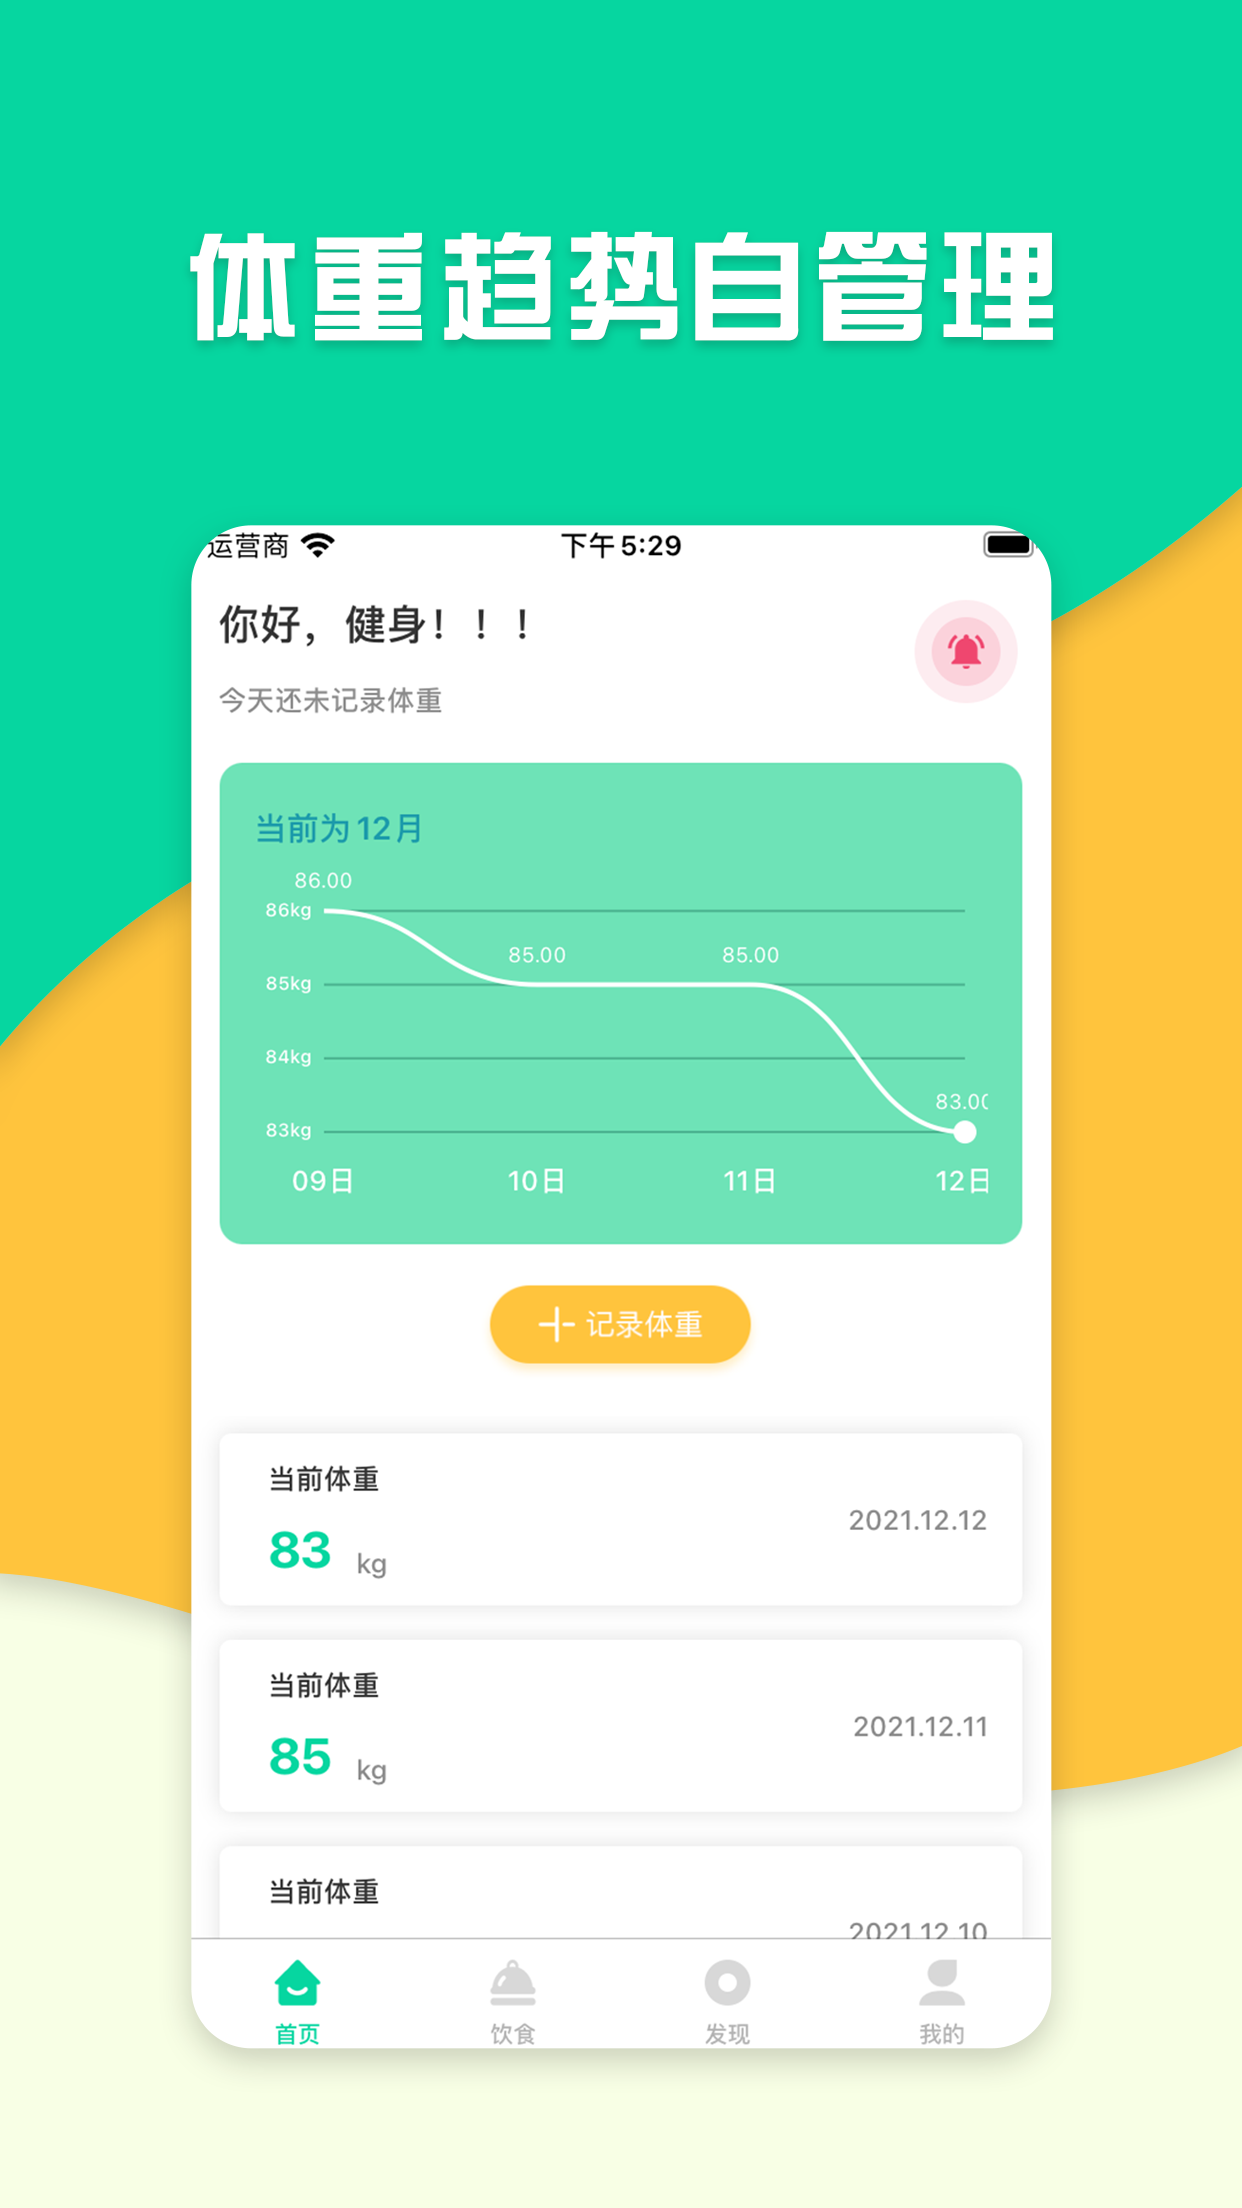 体重趋势自管理
运营商 下午5:29
你好，健身！！！
今天还未记录体重
当前为12月
86.00
86kg
85.00 85.00
85kg
84kg
83.00
83kg
09日 10日 11日 12日
记录体重
当前体重
2021.12.12
83 kg
当前体重
2021.12.11
85 kg
当前体重
2021.12.10
首页 饮食 发现 我的